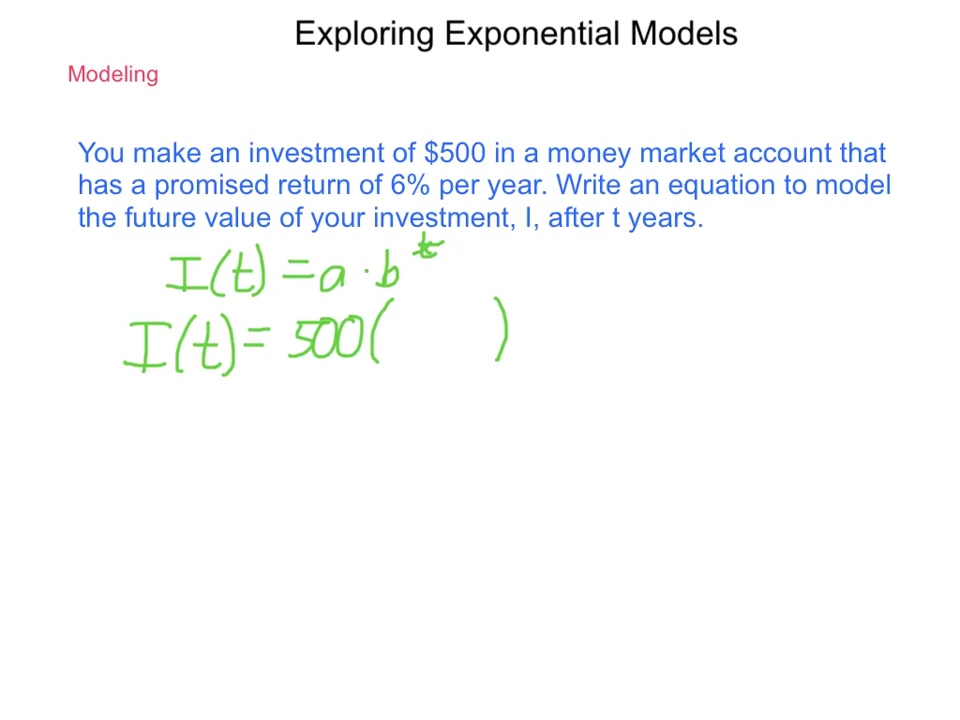 Exploring Exponential Models
Modeling
You make an investment of $500 in a money market account that
has a promised return of 6% per year. Write an equation to model
the future value of your investment, I, after t years.
I(t) = a · b^t
I(t) = 500(     )